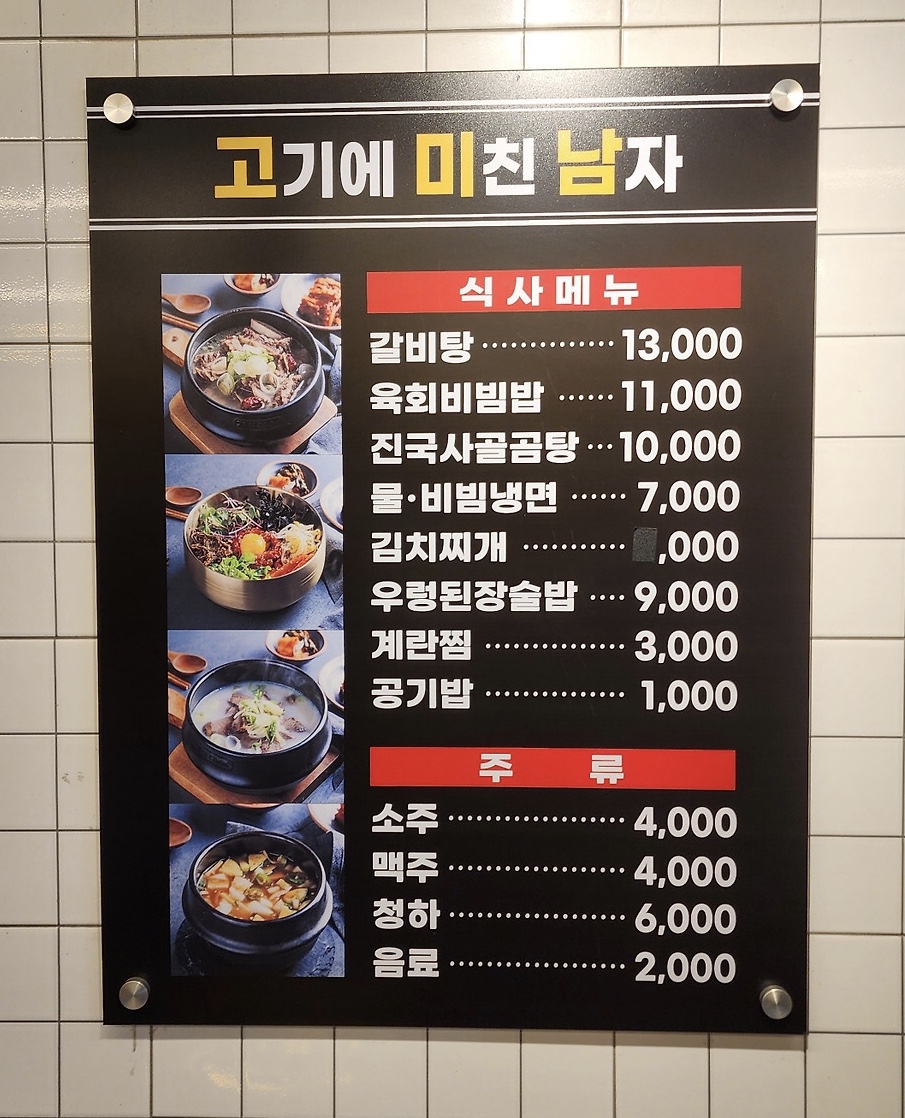 고기에 미친 남자
식사메뉴
갈비탕 ·············· 13,000
육회비빔밥 ······ 11,000
진국사골곰탕 ··· 10,000
물·비빔냉면 ······ 7,000
김치찌개 ··········· ,000
우렁된장술밥 ···· 9,000
계란찜 ··············· 3,000
공기밥 ··············· 1,000
주 류
소주 ··················· 4,000
맥주 ··················· 4,000
청하 ··················· 6,000
음료 ··················· 2,000